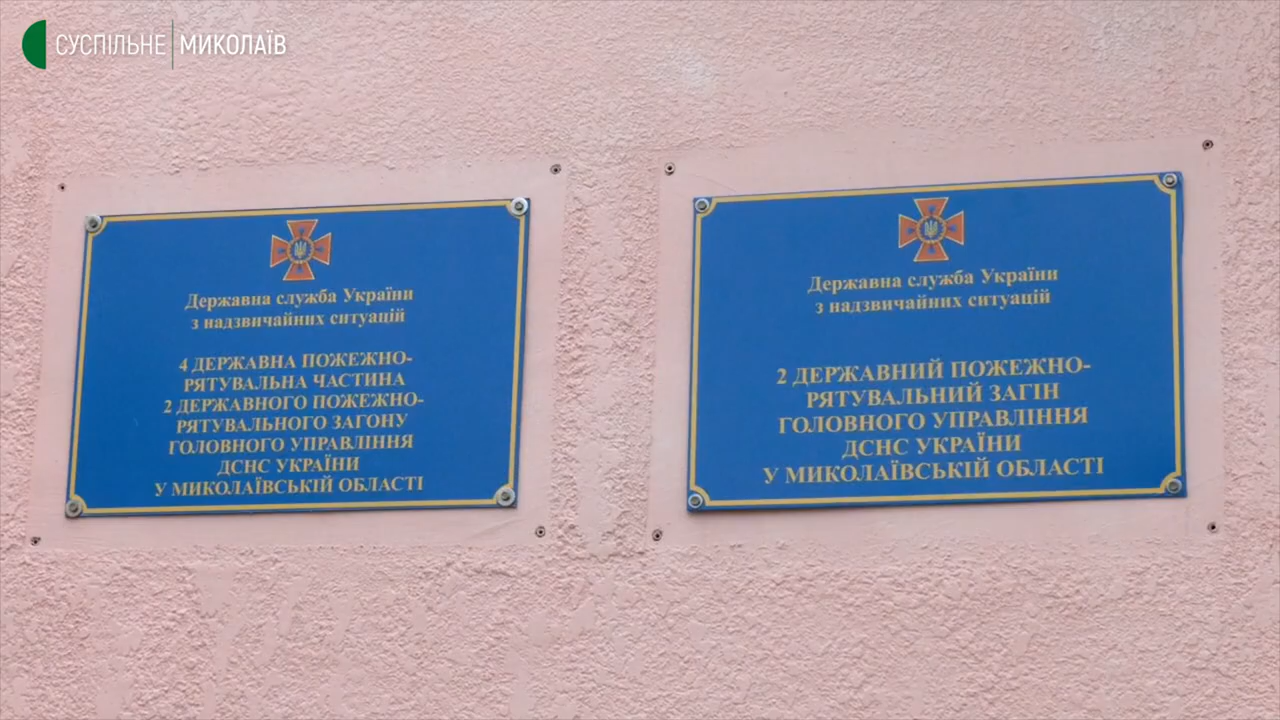 СУСПІЛЬНЕ МИКОЛАЇВ
Державна служба України
з надзвичайних ситуацій
4 ДЕРЖАВНА ПОЖЕЖНО-
РЯТУВАЛЬНА ЧАСТИНА
2 ДЕРЖАВНОГО ПОЖЕЖНО-
РЯТУВАЛЬНОГО ЗАГОНУ
ГОЛОВНОГО УПРАВЛІННЯ
ДСНС УКРАЇНИ
У МИКОЛАЇВСЬКІЙ ОБЛАСТІ
Державна служба України
з надзвичайних ситуацій
2 ДЕРЖАВНИЙ ПОЖЕЖНО-
РЯТУВАЛЬНИЙ ЗАГІН
ГОЛОВНОГО УПРАВЛІННЯ
ДСНС УКРАЇНИ
У МИКОЛАЇВСЬКІЙ ОБЛАСТІ